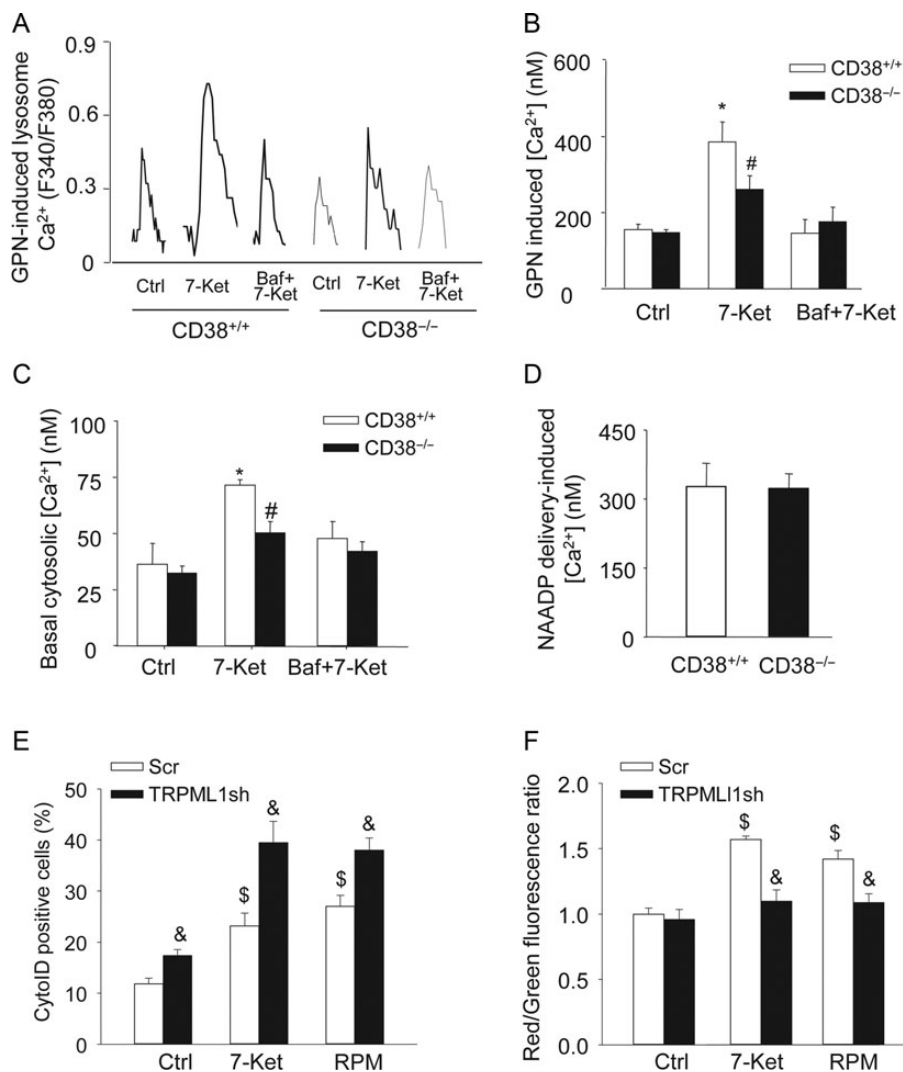 A
GPN-induced lysosome
Ca²⁺ (F340/F380)
0.9
0.6
0.3
0
Ctrl
7-Ket
Baf+
7-Ket
Ctrl
7-Ket
Baf+
7-Ket
CD38⁺/⁺
CD38⁻/⁻
B
GPN induced [Ca²⁺] (nM)
600
400
200
0
CD38⁺/⁺
CD38⁻/⁻
*
#
Ctrl
7-Ket
Baf+7-Ket
C
Basal cytosolic [Ca²⁺] (nM)
100
75
50
25
0
CD38⁺/⁺
CD38⁻/⁻
*
#
Ctrl
7-Ket
Baf+7-Ket
D
NAADP delivery-induced
[Ca²⁺] (nM)
450
300
150
0
CD38⁺/⁺
CD38⁻/⁻
E
CytoID positive cells (%)
50
40
30
20
10
0
Scr
TRPML1sh
&
$
&
$
&
Ctrl
7-Ket
RPM
F
Red/Green fluorescence ratio
2.0
1.5
1.0
0.5
0.0
Scr
TRPMLI1sh
$
&
$
&
Ctrl
7-Ket
RPM